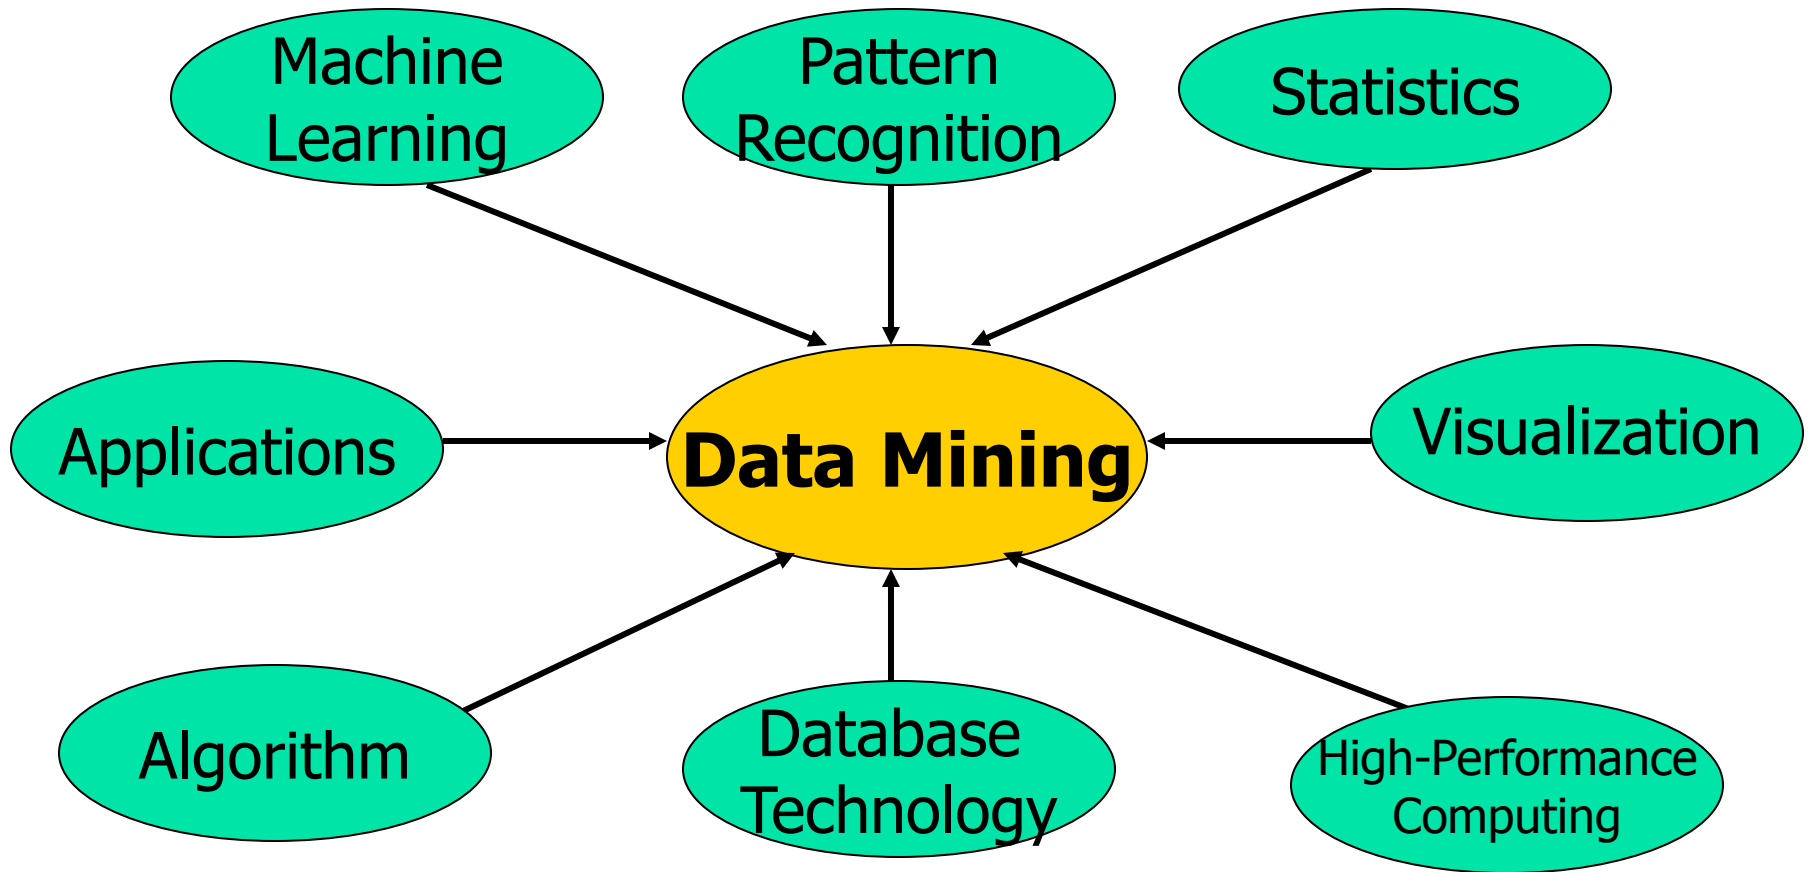 Machine
Learning
Pattern
Recognition
Statistics
Applications
Data Mining
Visualization
Algorithm
Database
Technology
High-Performance
Computing